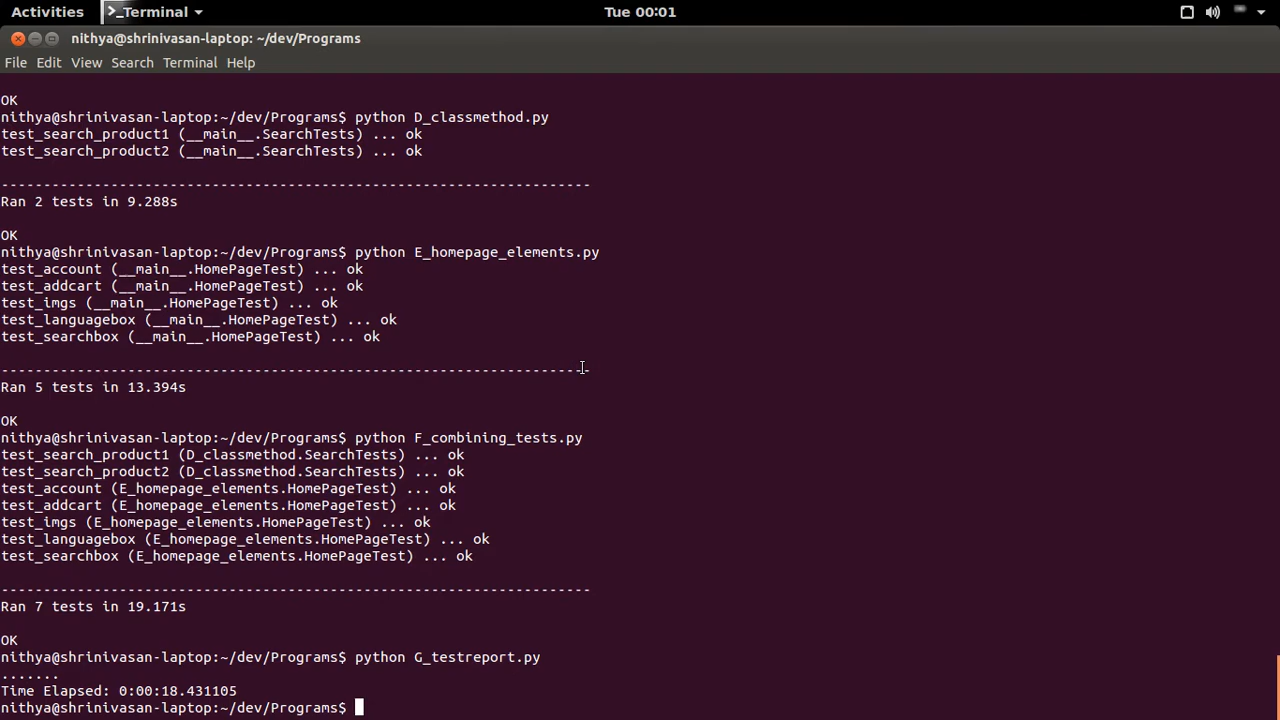 Activities
Terminal
Tue 00:01
nithya@shrinivasan-laptop: ~/dev/Programs
File Edit View Search Terminal Help
OK
nithya@shrinivasan-laptop:~/dev/Programs$ python D_classmethod.py
test_search_product1 (__main__.SearchTests) ... ok
test_search_product2 (__main__.SearchTests) ... ok
----------------------------------------------------------------------
Ran 2 tests in 9.288s
OK
nithya@shrinivasan-laptop:~/dev/Programs$ python E_homepage_elements.py
test_account (__main__.HomePageTest) ... ok
test_addcart (__main__.HomePageTest) ... ok
test_imgs (__main__.HomePageTest) ... ok
test_languagebox (__main__.HomePageTest) ... ok
test_searchbox (__main__.HomePageTest) ... ok
----------------------------------------------------------------------
Ran 5 tests in 13.394s
OK
nithya@shrinivasan-laptop:~/dev/Programs$ python F_combining_tests.py
test_search_product1 (D_classmethod.SearchTests) ... ok
test_search_product2 (D_classmethod.SearchTests) ... ok
test_account (E_homepage_elements.HomePageTest) ... ok
test_addcart (E_homepage_elements.HomePageTest) ... ok
test_imgs (E_homepage_elements.HomePageTest) ... ok
test_languagebox (E_homepage_elements.HomePageTest) ... ok
test_searchbox (E_homepage_elements.HomePageTest) ... ok
----------------------------------------------------------------------
Ran 7 tests in 19.171s
OK
nithya@shrinivasan-laptop:~/dev/Programs$ python G_testreport.py
.......
Time Elapsed: 0:00:18.431105
nithya@shrinivasan-laptop:~/dev/Programs$